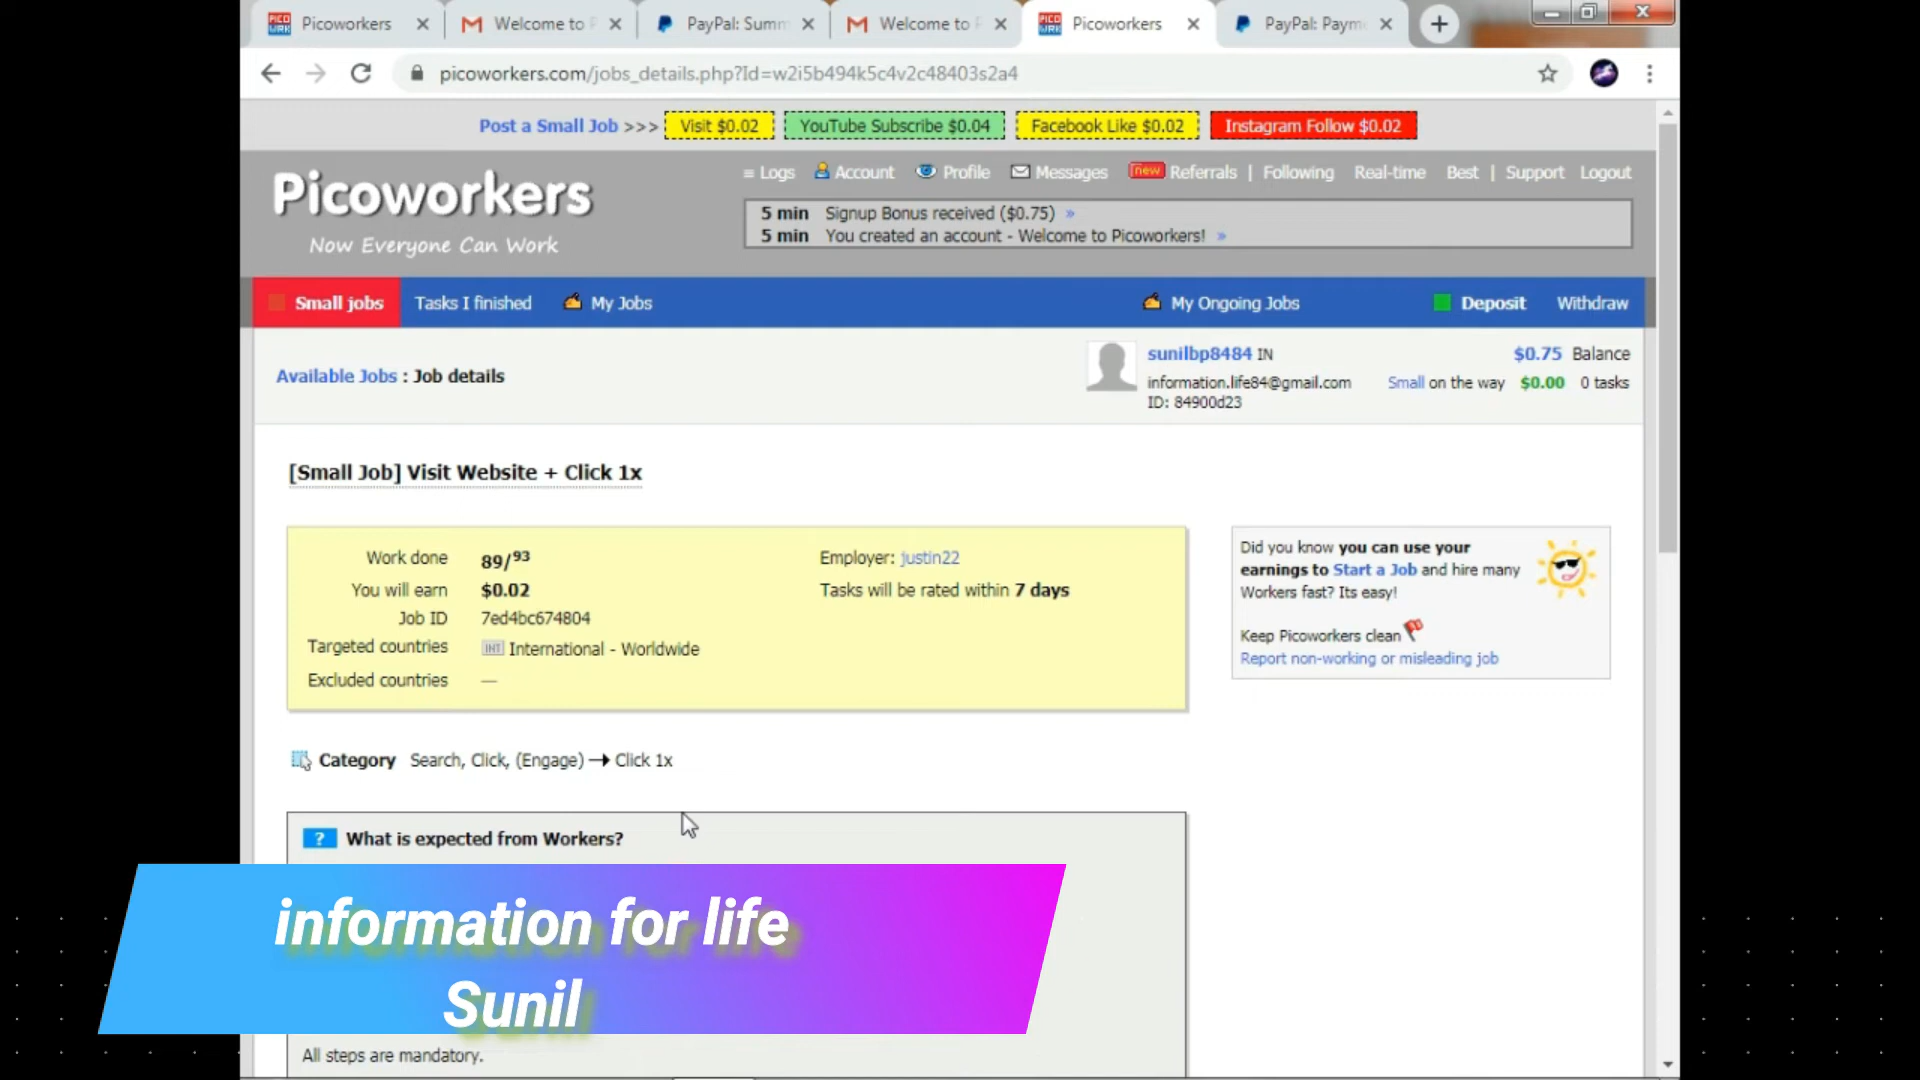 Picoworkers
Welcome to P
PayPal: Summ
Welcome to P
Picoworkers
PayPal: Payme
picoworkers.com/jobs_details.php?Id=w2i5b494k5c4v2c48403s2a4
Post a Small Job >>> Visit $0.02 YouTube Subscribe $0.04 Facebook Like $0.02 Instagram Follow $0.02
Picoworkers
Now Everyone Can Work
Logs Account Profile Messages new Referrals | Following Real-time Best | Support Logout
5 min Signup Bonus received ($0.75) »
5 min You created an account - Welcome to Picoworkers! »
Small jobs Tasks I finished My Jobs My Ongoing Jobs Deposit Withdraw
Available Jobs : Job details
sunilbp8484 IN
information.life84@gmail.com
ID: 84900d23
$0.75 Balance
Small on the way $0.00 0 tasks
[Small Job] Visit Website + Click 1x
Work done 89/93
You will earn $0.02
Job ID 7ed4bc674804
Targeted countries INT International - Worldwide
Excluded countries —
Employer: justin22
Tasks will be rated within 7 days
Did you know you can use your
earnings to Start a Job and hire many
Workers fast? Its easy!
Keep Picoworkers clean
Report non-working or misleading job
Category Search, Click, (Engage) → Click 1x
? What is expected from Workers?
information for life
Sunil
All steps are mandatory.